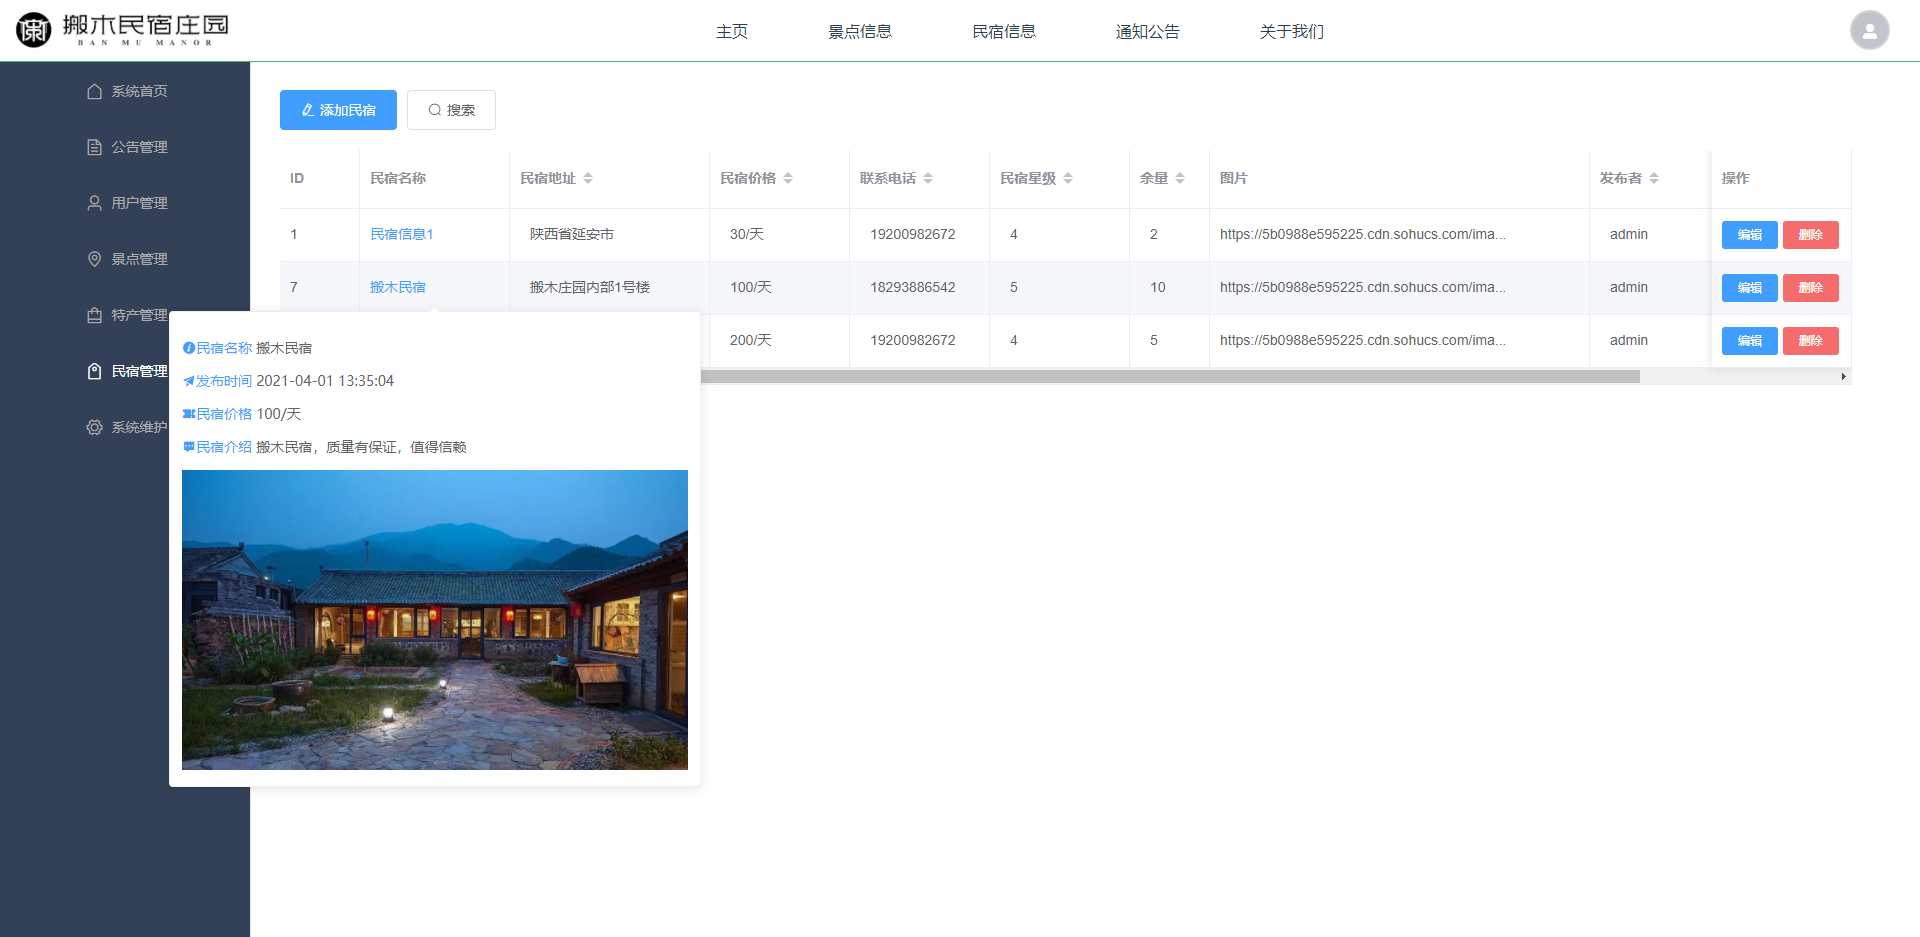 搬木民宿庄园
BAN MU MANOR
主页 景点信息 民宿信息 通知公告 关于我们
系统首页
公告管理
用户管理
景点管理
特产管理
民宿管理
系统维护
添加民宿 搜索
ID 民宿名称 民宿地址 民宿价格 联系电话 民宿星级 余量 图片 发布者 操作
1 民宿信息1 陕西省延安市 30/天 19200982672 4 2 https://5b0988e595225.cdn.sohucs.com/ima... admin 编辑 删除
7 搬木民宿 搬木庄园内部1号楼 100/天 18293886542 5 10 https://5b0988e595225.cdn.sohucs.com/ima... admin 编辑 删除
200/天 19200982672 4 5 https://5b0988e595225.cdn.sohucs.com/ima... admin 编辑 删除
民宿名称 搬木民宿
发布时间 2021-04-01 13:35:04
民宿价格 100/天
民宿介绍 搬木民宿，质量有保证，值得信赖